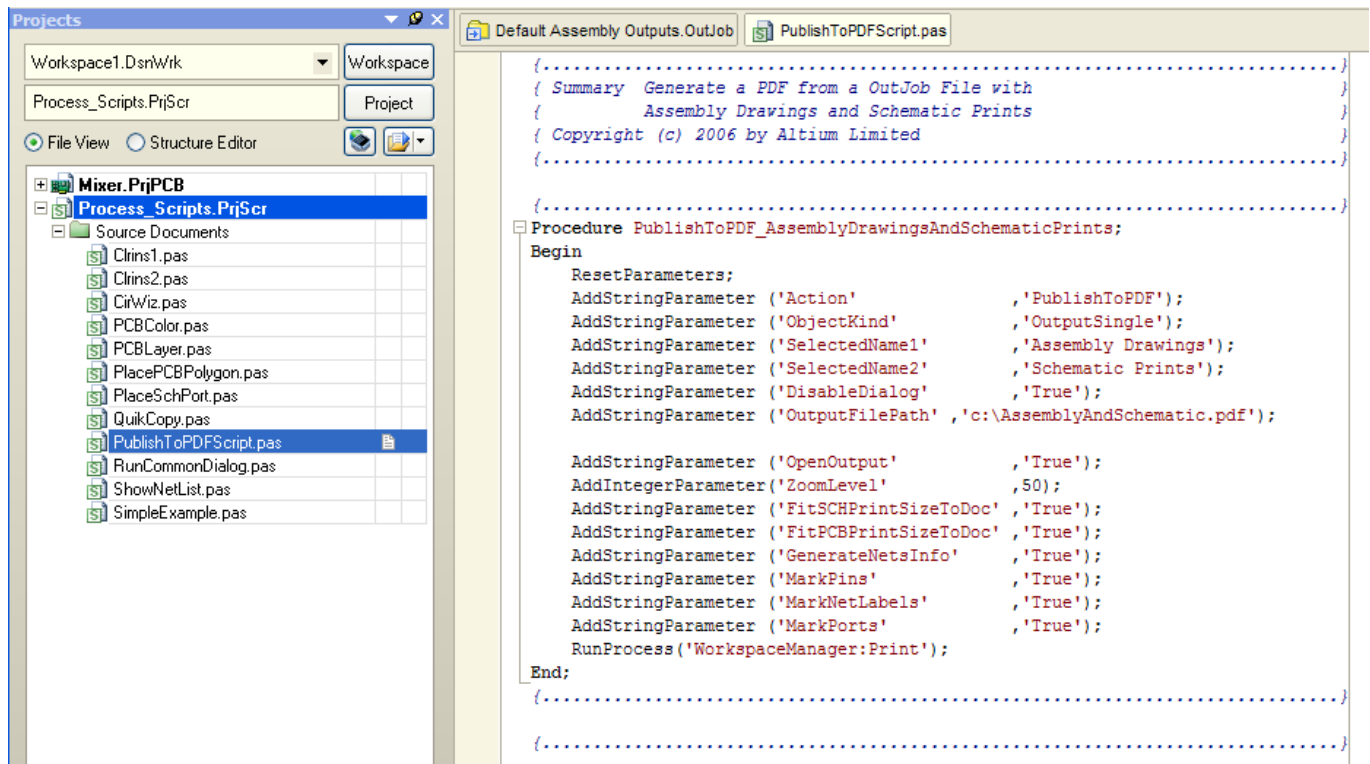 Projects
Workspace1.DsnWrk
Workspace
Process_Scripts.PrjScr
Project
File View
Structure Editor
Mixer.PrjPCB
Process_Scripts.PrjScr
Source Documents
Clrins1.pas
Clrins2.pas
CirWiz.pas
PCBColor.pas
PCBLayer.pas
PlacePCBPolygon.pas
PlaceSchPort.pas
QuikCopy.pas
PublishToPDFScript.pas
RunCommonDialog.pas
ShowNetList.pas
SimpleExample.pas
Default Assembly Outputs.OutJob
PublishToPDFScript.pas
{..............................................................................}
{ Summary  Generate a PDF from a OutJob File with                              }
{          Assembly Drawings and Schematic Prints                              }
{ Copyright (c) 2006 by Altium Limited                                         }
{..............................................................................}
{..............................................................................}
Procedure PublishToPDF_AssemblyDrawingsAndSchematicPrints;
Begin
    ResetParameters;
    AddStringParameter ('Action'               ,'PublishToPDF');
    AddStringParameter ('ObjectKind'           ,'OutputSingle');
    AddStringParameter ('SelectedName1'        ,'Assembly Drawings');
    AddStringParameter ('SelectedName2'        ,'Schematic Prints');
    AddStringParameter ('DisableDialog'        ,'True');
    AddStringParameter ('OutputFilePath' ,'c:\AssemblyAndSchematic.pdf');
    AddStringParameter ('OpenOutput'           ,'True');
    AddIntegerParameter('ZoomLevel'            ,50);
    AddStringParameter ('FitSCHPrintSizeToDoc' ,'True');
    AddStringParameter ('FitPCBPrintSizeToDoc' ,'True');
    AddStringParameter ('GenerateNetsInfo'     ,'True');
    AddStringParameter ('MarkPins'             ,'True');
    AddStringParameter ('MarkNetLabels'        ,'True');
    AddStringParameter ('MarkPorts'            ,'True');
    RunProcess('WorkspaceManager:Print');
End;
{..............................................................................}
{..............................................................................}